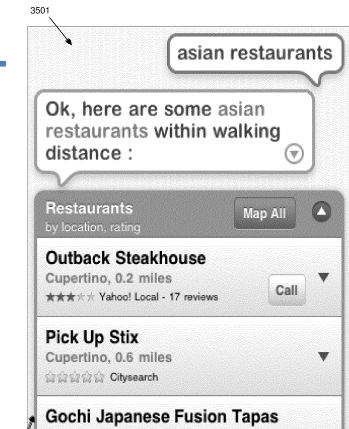 3501
asian restaurants
Ok, here are some asian
restaurants within walking
distance :
Restaurants
by location, rating
Map All
Outback Steakhouse
Cupertino, 0.2 miles
★★★☆☆ Yahoo! Local - 17 reviews
Call
Pick Up Stix
Cupertino, 0.6 miles
☆☆☆☆☆ Citysearch
Gochi Japanese Fusion Tapas